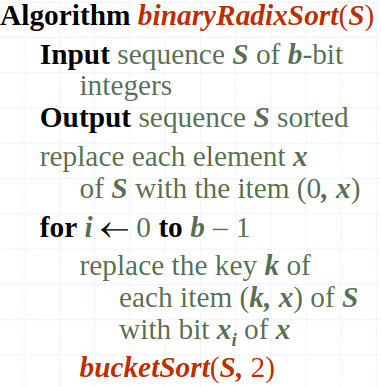 Algorithm binaryRadixSort(S)
Input sequence S of b-bit
integers
Output sequence S sorted
replace each element x
of S with the item (0, x)
for i ← 0 to b – 1
replace the key k of
each item (k, x) of S
with bit xi of x
bucketSort(S, 2)